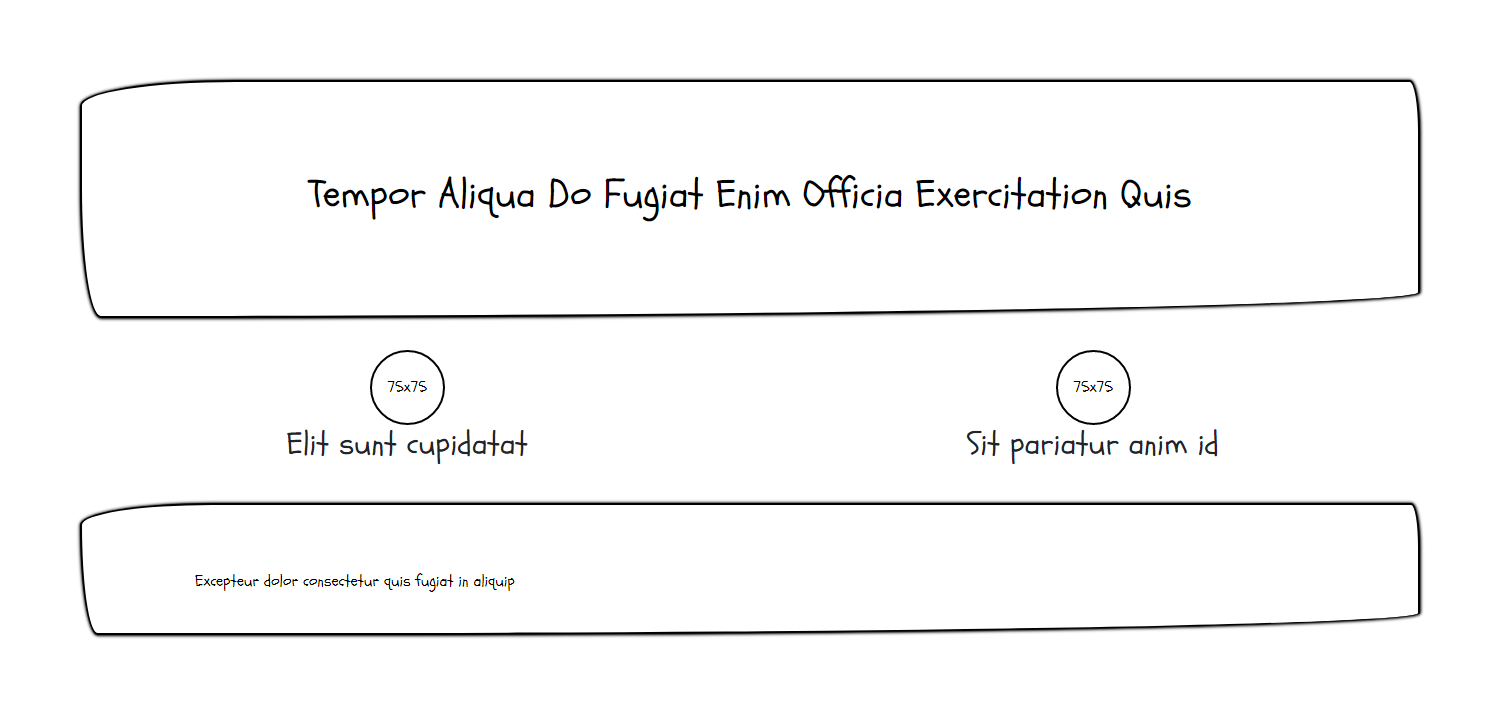 Tempor Aliqua Do Fugiat Enim Officia Exercitation Quis
75x75
75x75
Elit sunt cupidatat
Sit pariatur anim id
Excepteur dolor consectetur quis fugiat in aliquip